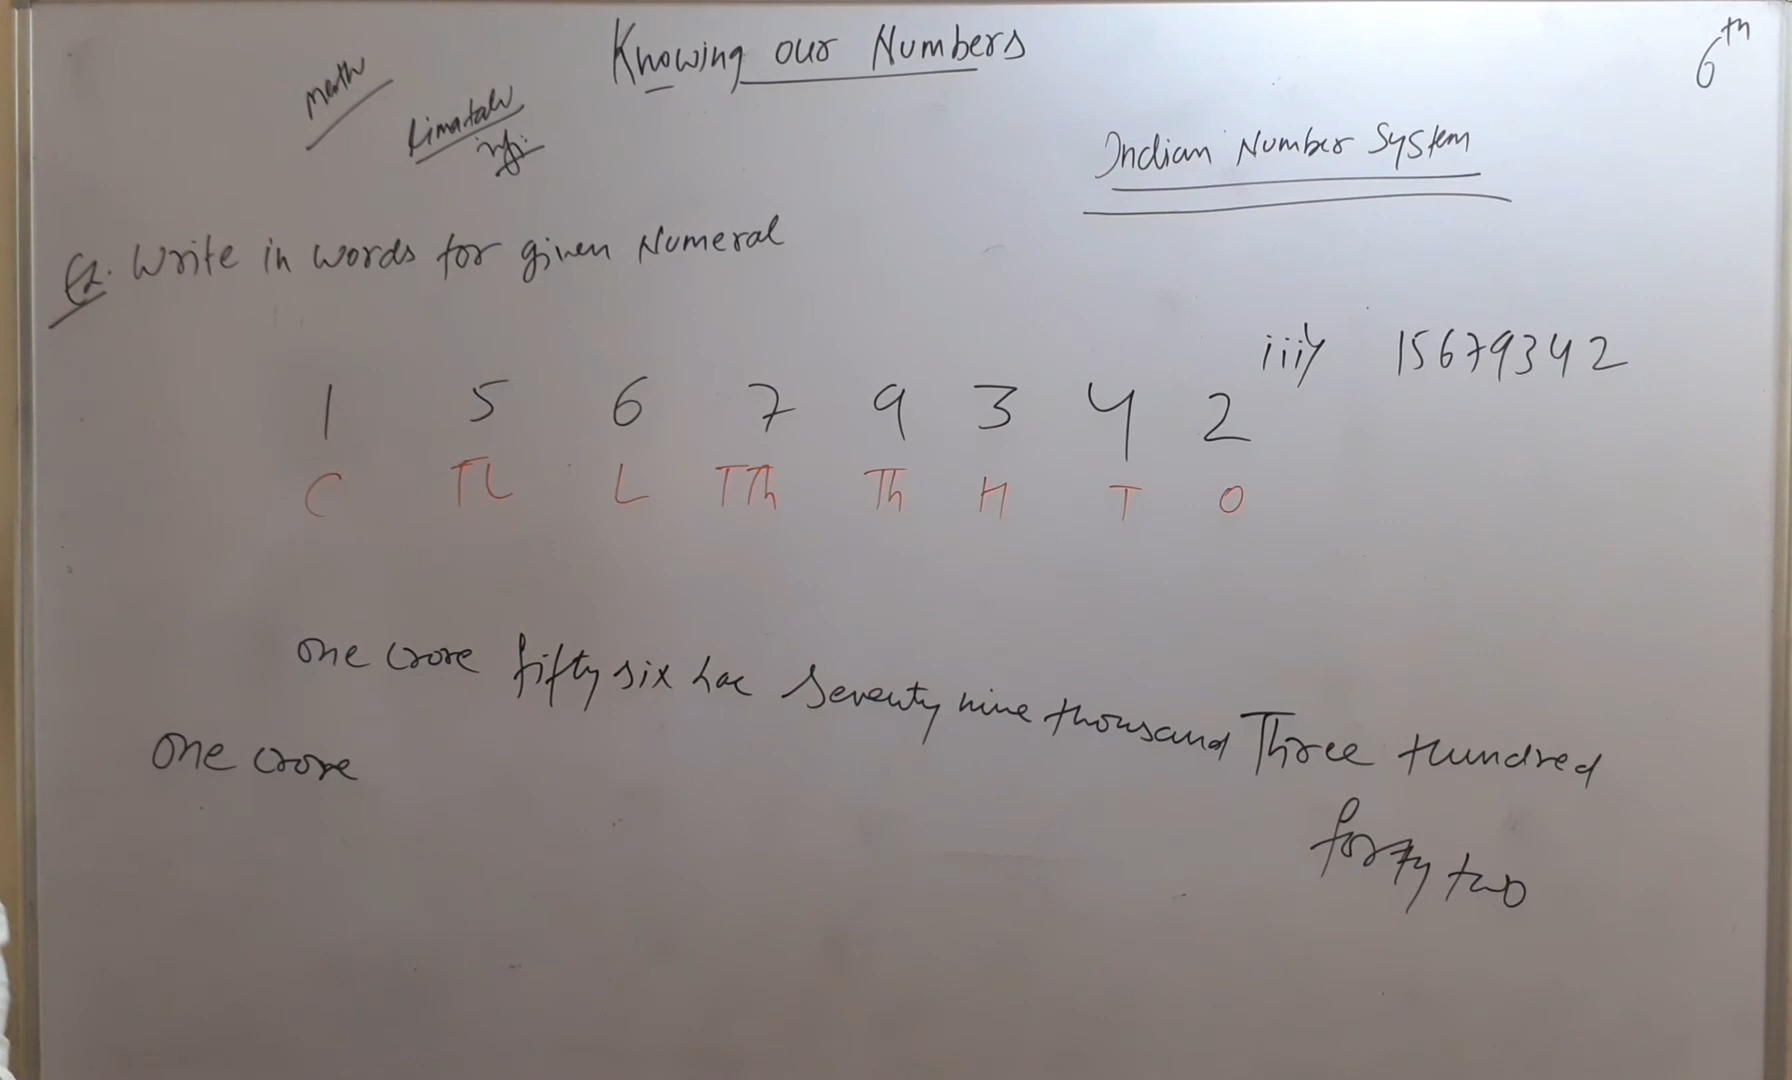 Knowing our Numbers
6th
Math
Indian Number System
Ex. Write in words for given Numeral
iii) 15679342
1 5 6 7 9 3 4 2
C TL L TTh Th H T O
one crore fifty six lac Seventy nine thousand Three Hundred
forty two
one crore